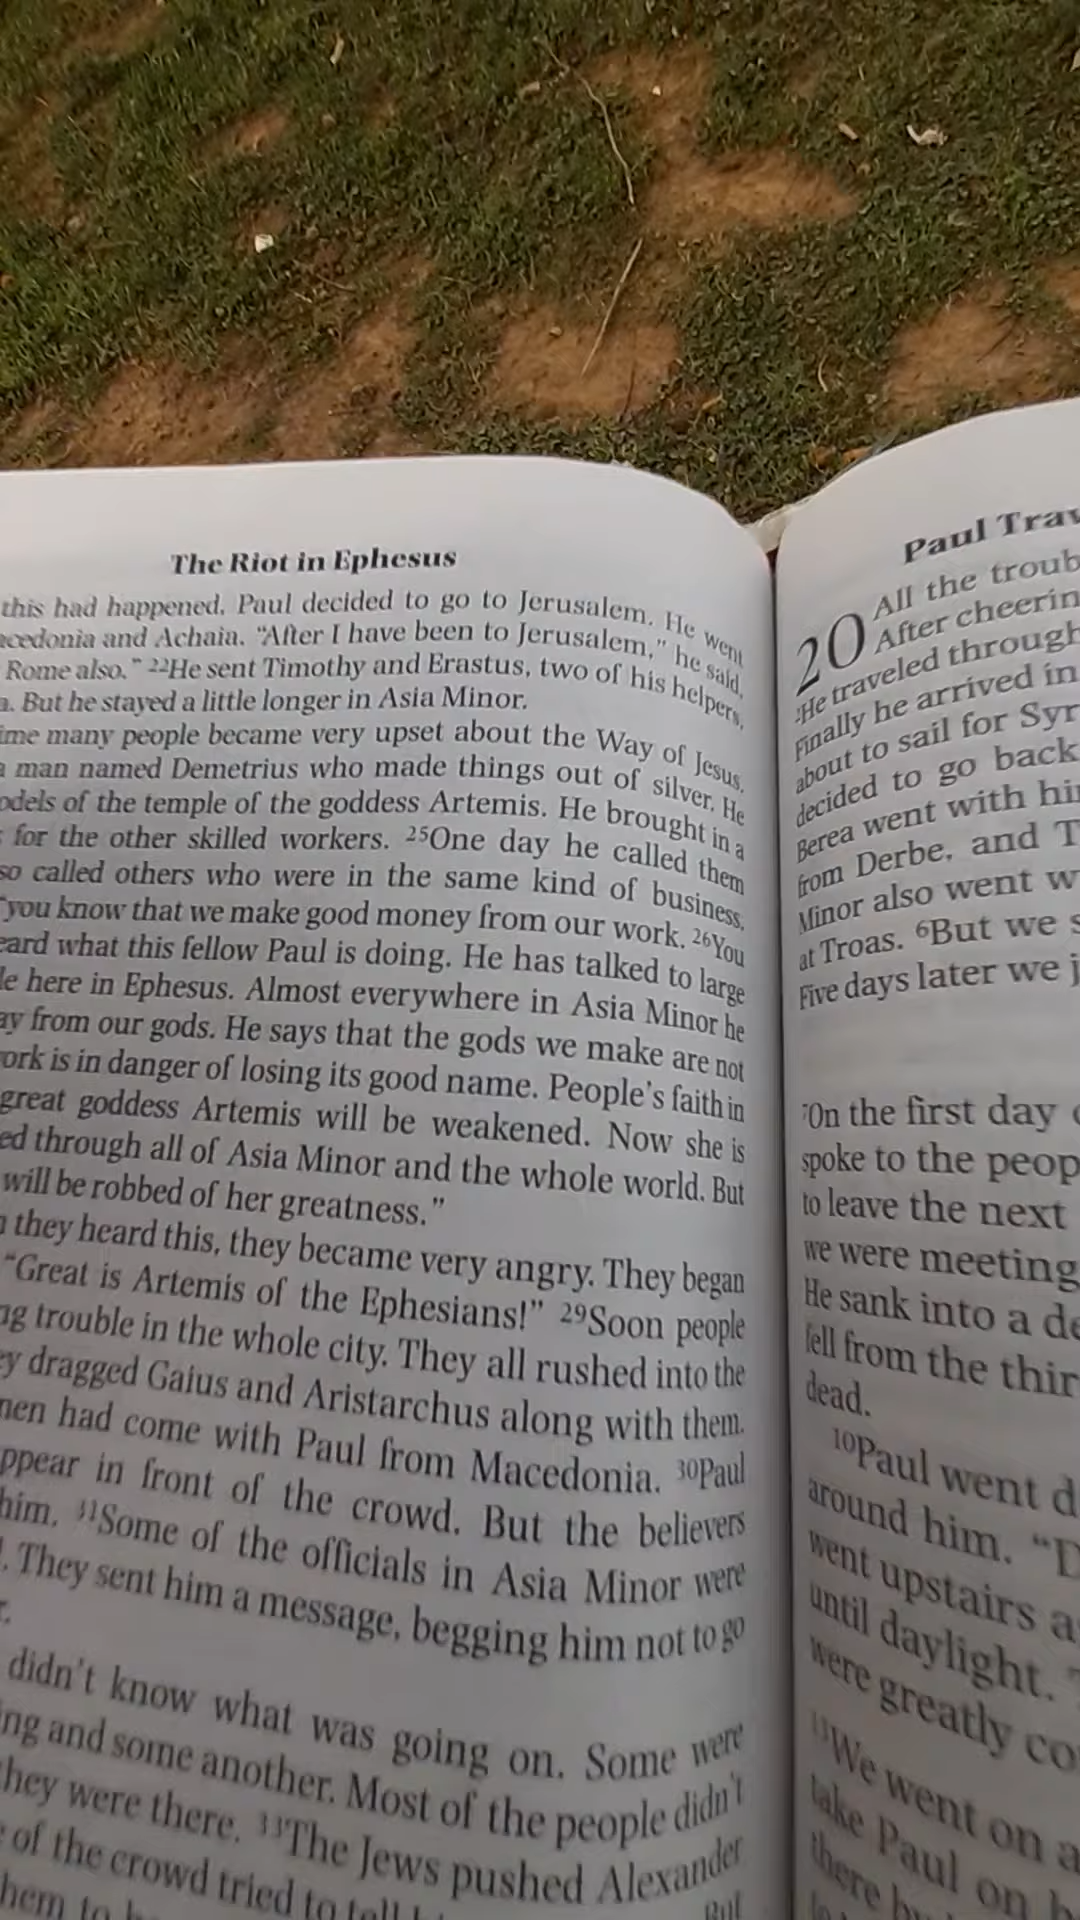 The Riot in Ephesus
this had happened. Paul decided to go to Jerusalem. He went
acedonia and Achaia. “After I have been to Jerusalem,” he said,
Rome also.” 22He sent Timothy and Erastus, two of his helpers,
a. But he stayed a little longer in Asia Minor.
ime many people became very upset about the Way of Jesus.
a man named Demetrius who made things out of silver. He
odels of the temple of the goddess Artemis. He brought in a
for the other skilled workers. 25One day he called them
so called others who were in the same kind of business.
“you know that we make good money from our work. 26You
eard what this fellow Paul is doing. He has talked to large
le here in Ephesus. Almost everywhere in Asia Minor he
ay from our gods. He says that the gods we make are not
ork is in danger of losing its good name. People’s faith in
great goddess Artemis will be weakened. Now she is
ed through all of Asia Minor and the whole world. But
will be robbed of her greatness.”
n they heard this, they became very angry. They began
“Great is Artemis of the Ephesians!” 29Soon people
ng trouble in the whole city. They all rushed into the
ey dragged Gaius and Aristarchus along with them.
men had come with Paul from Macedonia. 30Paul
ppear in front of the crowd. But the believers
him. 31Some of the officials in Asia Minor were
. They sent him a message, begging him not to go
r.
didn’t know what was going on. Some were
ing and some another. Most of the people didn’t
they were there. 33The Jews pushed Alexander
of the crowd tried to tell
hem to
But
Paul Trav
20 All the troub
After cheerin
2He traveled through
Finally he arrived in
about to sail for Syr
decided to go back
Berea went with hi
from Derbe, and T
Minor also went w
at Troas. 6But we s
Five days later we j
7On the first day
spoke to the peop
to leave the next
we were meeting
He sank into a de
fell from the thir
dead.
10Paul went d
around him. “D
went upstairs a
until daylight.
were greatly co
13We went on a
take Paul on b
there b